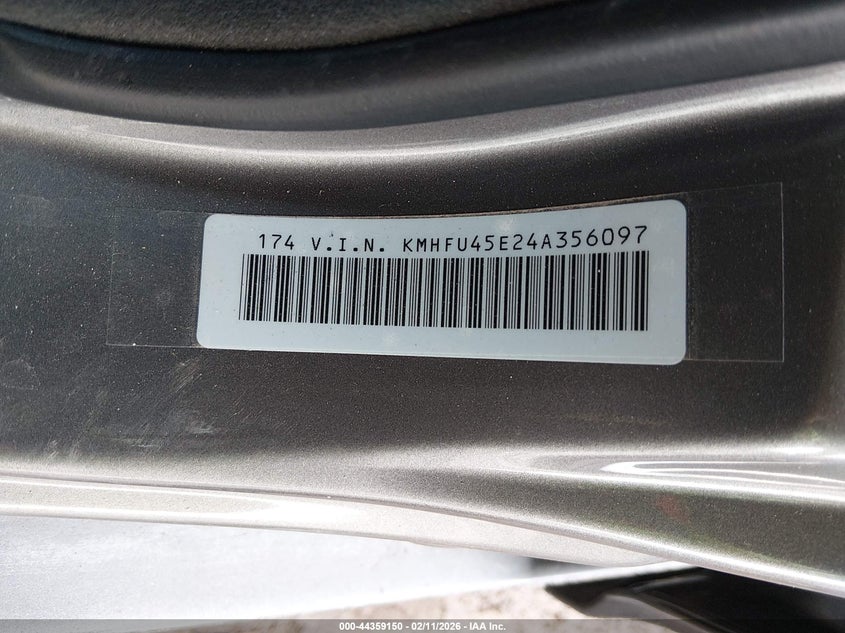 174 V.I.N. KMHFU45E24A356097
000-44359150 — 02/11/2026 — IAA Inc.